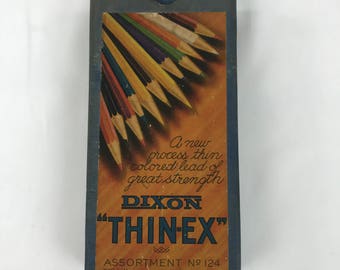 A new
process thin
colored lead of
great strength
DIXON
"THIN-EX"
ASSORTMENT Nº 124